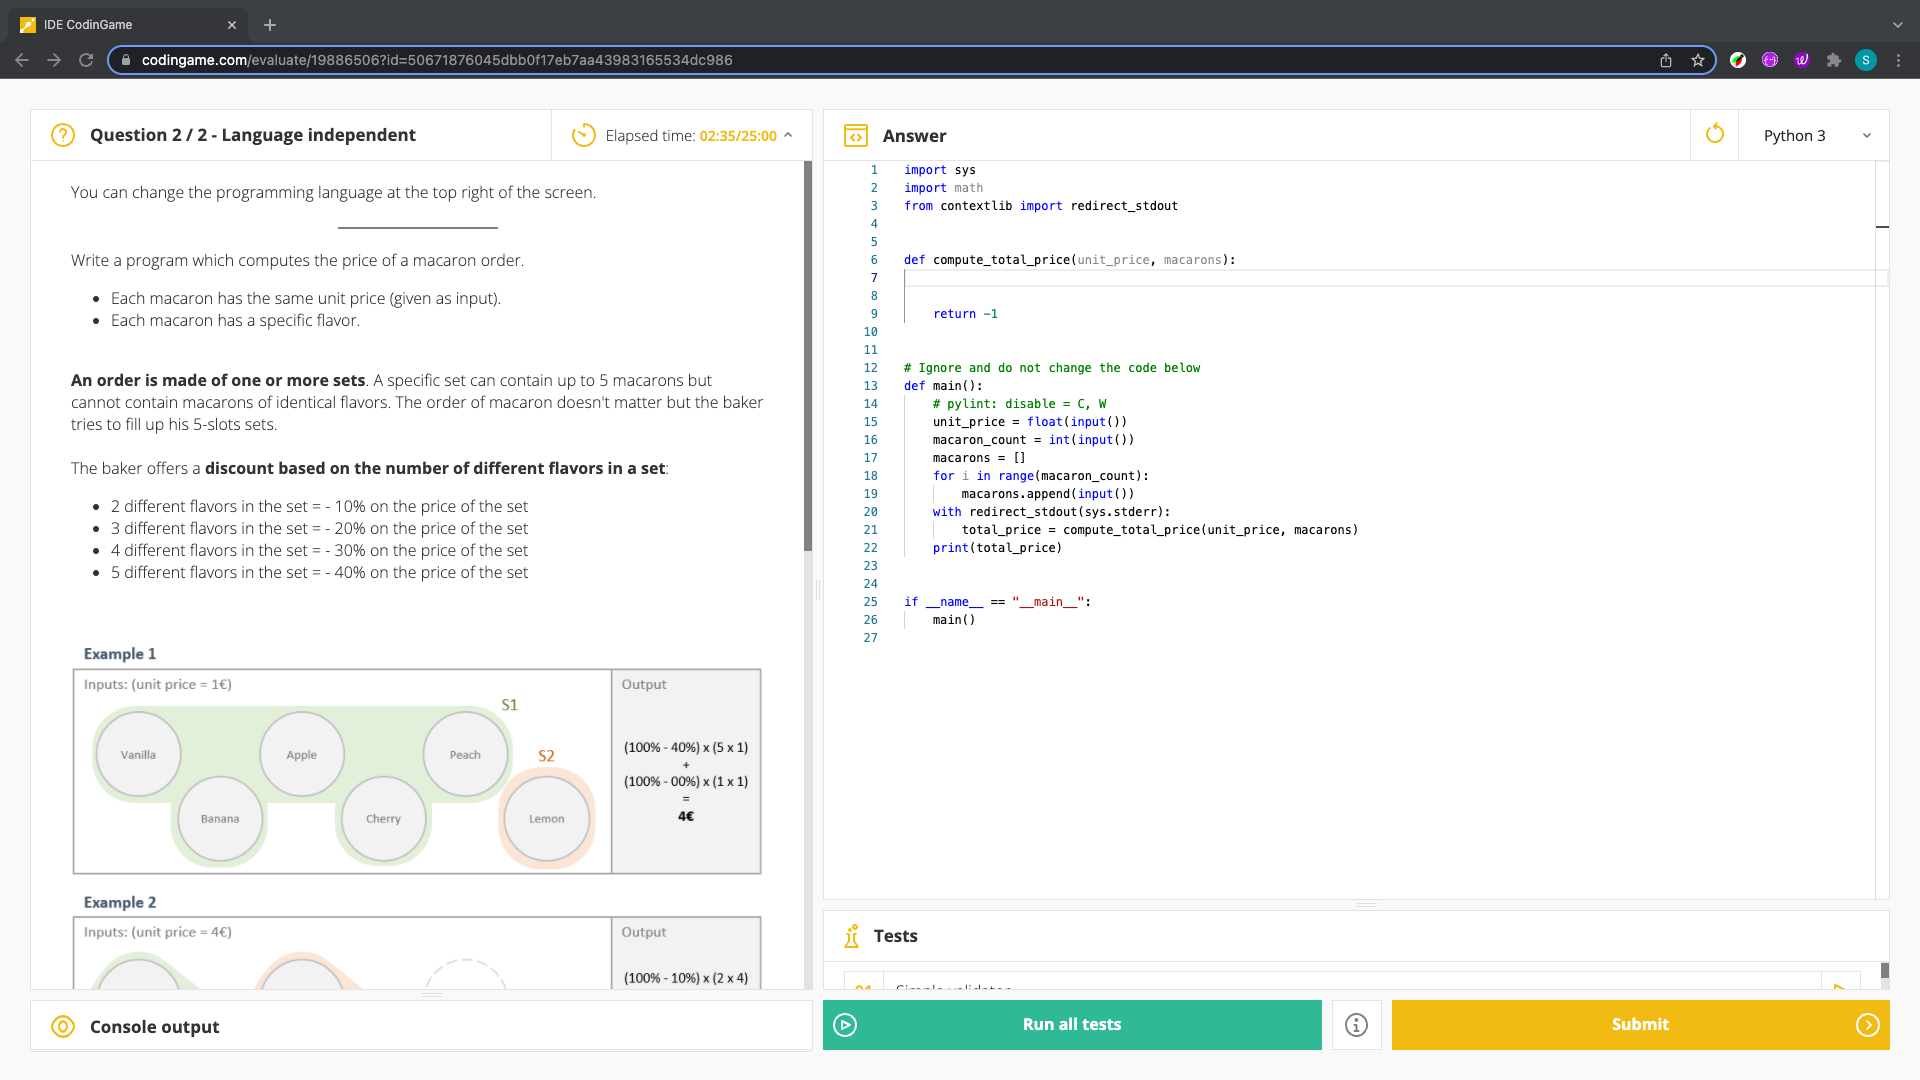 IDE CodinGame
codingame.com/evaluate/19886506?id=50671876045dbb0f17eb7aa43983165534dc986
S
Question 2 / 2 - Language independent
Elapsed time: 02:35/25:00
You can change the programming language at the top right of the screen.
Write a program which computes the price of a macaron order.
• Each macaron has the same unit price (given as input).
• Each macaron has a specific flavor.
An order is made of one or more sets. A specific set can contain up to 5 macarons but
cannot contain macarons of identical flavors. The order of macaron doesn't matter but the baker
tries to fill up his 5-slots sets.
The baker offers a discount based on the number of different flavors in a set:
• 2 different flavors in the set = - 10% on the price of the set
• 3 different flavors in the set = - 20% on the price of the set
• 4 different flavors in the set = - 30% on the price of the set
• 5 different flavors in the set = - 40% on the price of the set
Example 1
Inputs: (unit price = 1€)
Output
S1
Vanilla
Apple
Peach
S2
Banana
Cherry
Lemon
(100% - 40%) x (5 x 1)
+
(100% - 00%) x (1 x 1)
=
4€
Example 2
Inputs: (unit price = 4€)
Output
(100% - 10%) x (2 x 4)
Console output
Answer
Python 3
1 import sys
2 import math
3 from contextlib import redirect_stdout
4
5
6 def compute_total_price(unit_price, macarons):
7
8
9 return -1
10
11
12 # Ignore and do not change the code below
13 def main():
14 # pylint: disable = C, W
15 unit_price = float(input())
16 macaron_count = int(input())
17 macarons = []
18 for i in range(macaron_count):
19 macarons.append(input())
20 with redirect_stdout(sys.stderr):
21 total_price = compute_total_price(unit_price, macarons)
22 print(total_price)
23
24
25 if __name__ == "__main__":
26 main()
27
Tests
01 Simple validator
Run all tests
Submit